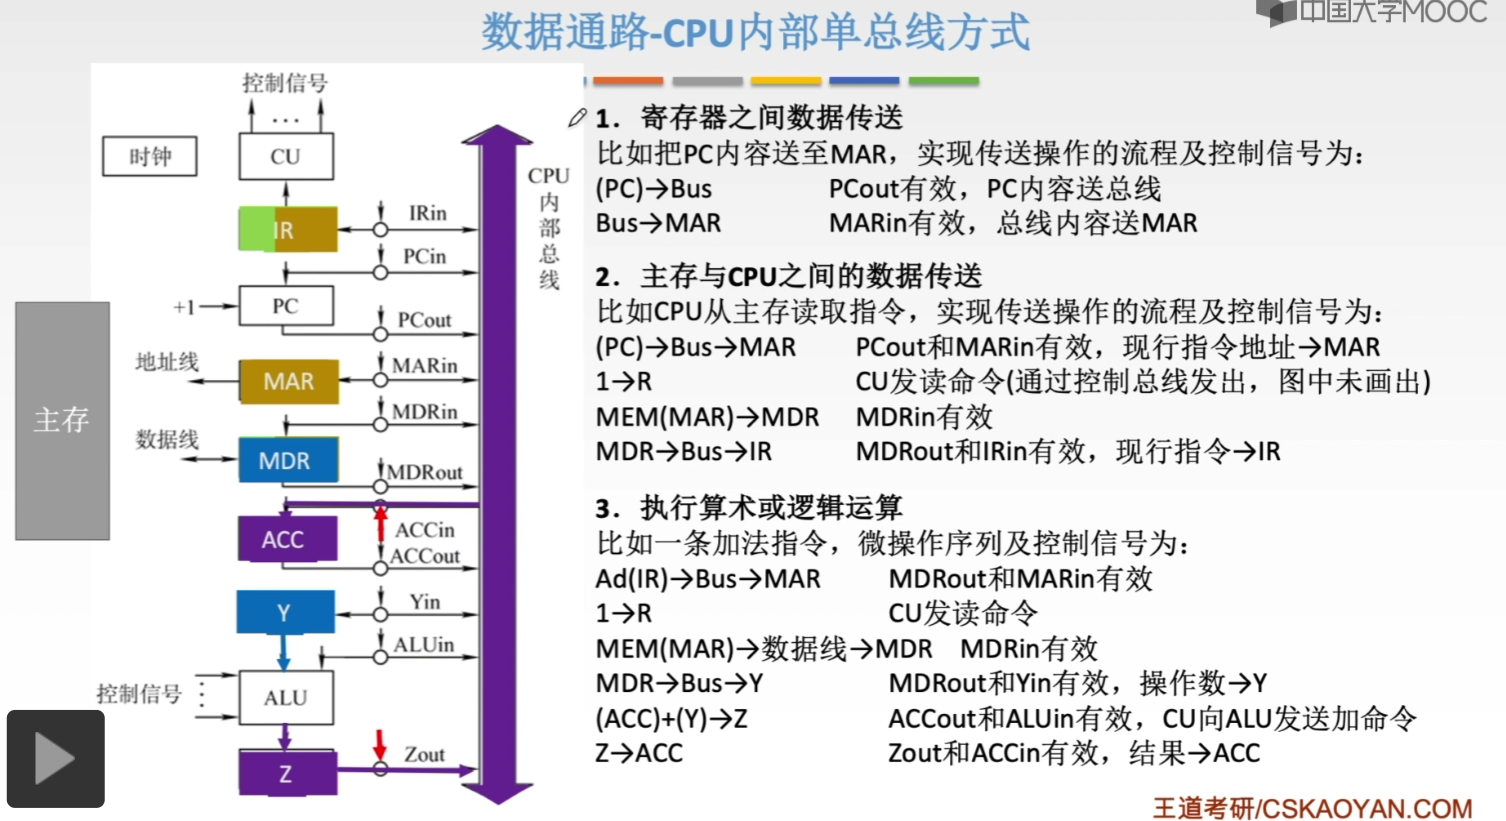 中国大学MOOC
数据通路-CPU内部单总线方式
控制信号
...
时钟
CU
CPU内部总线
IR
IRin
PCin
+1
PC
PCout
地址线
MAR
MARin
MDRin
主存
数据线
MDR
MDRout
ACC
ACCin
ACCout
Y
Yin
ALUin
控制信号
ALU
Z
Zout
1. 寄存器之间数据传送
比如把PC内容送至MAR，实现传送操作的流程及控制信号为：
(PC)→Bus PCout有效，PC内容送总线
Bus→MAR MARin有效，总线内容送MAR
2. 主存与CPU之间的数据传送
比如CPU从主存读取指令，实现传送操作的流程及控制信号为：
(PC)→Bus→MAR PCout和MARin有效，现行指令地址→MAR
1→R CU发读命令(通过控制总线发出，图中未画出)
MEM(MAR)→MDR MDRin有效
MDR→Bus→IR MDRout和IRin有效，现行指令→IR
3. 执行算术或逻辑运算
比如一条加法指令，微操作序列及控制信号为：
Ad(IR)→Bus→MAR MDRout和MARin有效
1→R CU发读命令
MEM(MAR)→数据线→MDR MDRin有效
MDR→Bus→Y MDRout和Yin有效，操作数→Y
(ACC)+(Y)→Z ACCout和ALUin有效，CU向ALU发送加命令
Z→ACC Zout和ACCin有效，结果→ACC
王道考研/CSKAOYAN.COM